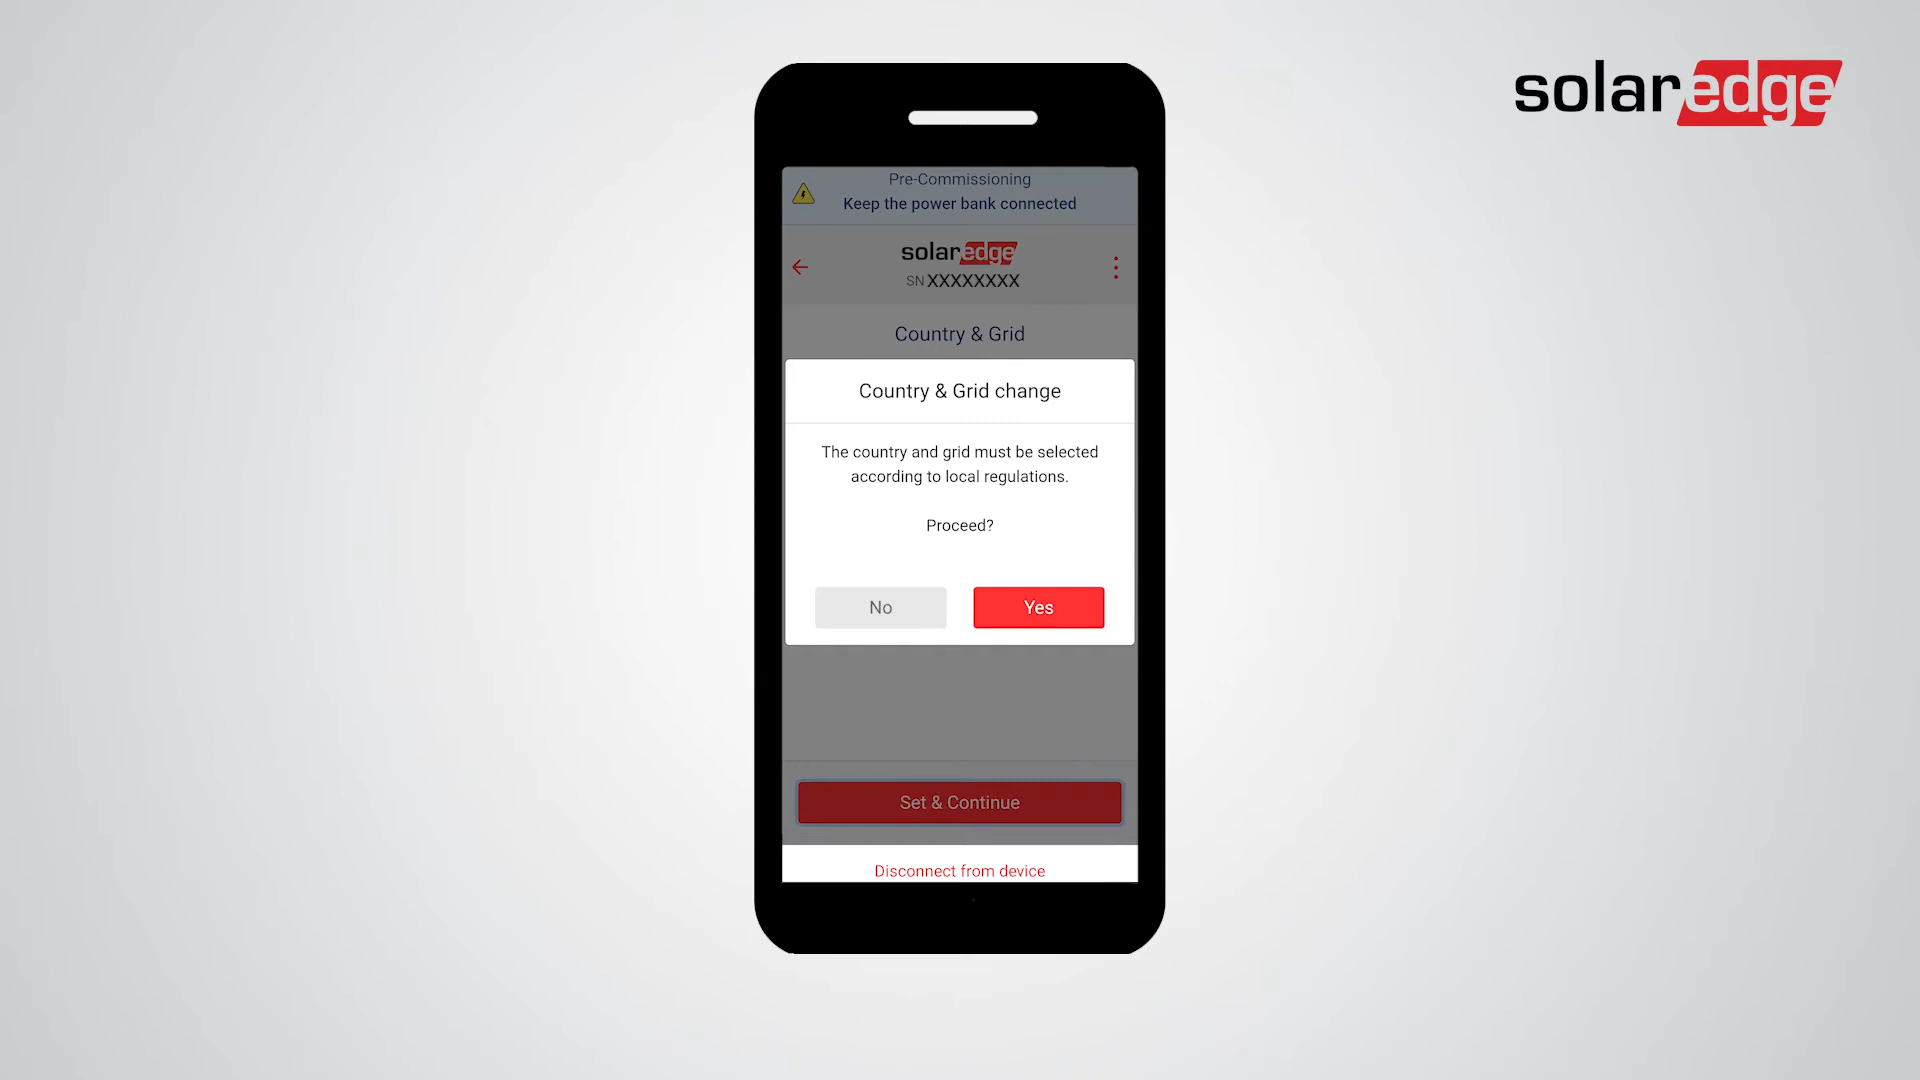 solaredge
Pre-Commissioning
Keep the power bank connected
solaredge
SN XXXXXXXX
Country & Grid
Country & Grid change
The country and grid must be selected
according to local regulations.
Proceed?
No
Yes
Set & Continue
Disconnect from device